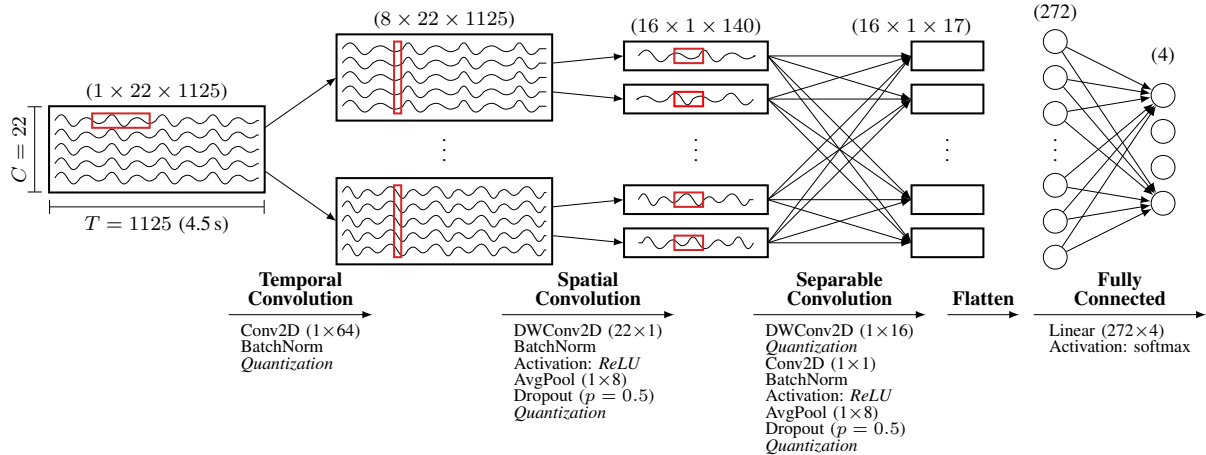 (1 × 22 × 1125)
C = 22
T = 1125 (4.5 s)
(8 × 22 × 1125)
(16 × 1 × 140)
(16 × 1 × 17)
(272)
(4)
Temporal
Convolution
Conv2D (1×64)
BatchNorm
Quantization
Spatial
Convolution
DWConv2D (22×1)
BatchNorm
Activation: ReLU
AvgPool (1×8)
Dropout (p = 0.5)
Quantization
Separable
Convolution
DWConv2D (1×16)
Quantization
Conv2D (1×1)
BatchNorm
Activation: ReLU
AvgPool (1×8)
Dropout (p = 0.5)
Quantization
Flatten
Fully
Connected
Linear (272×4)
Activation: softmax